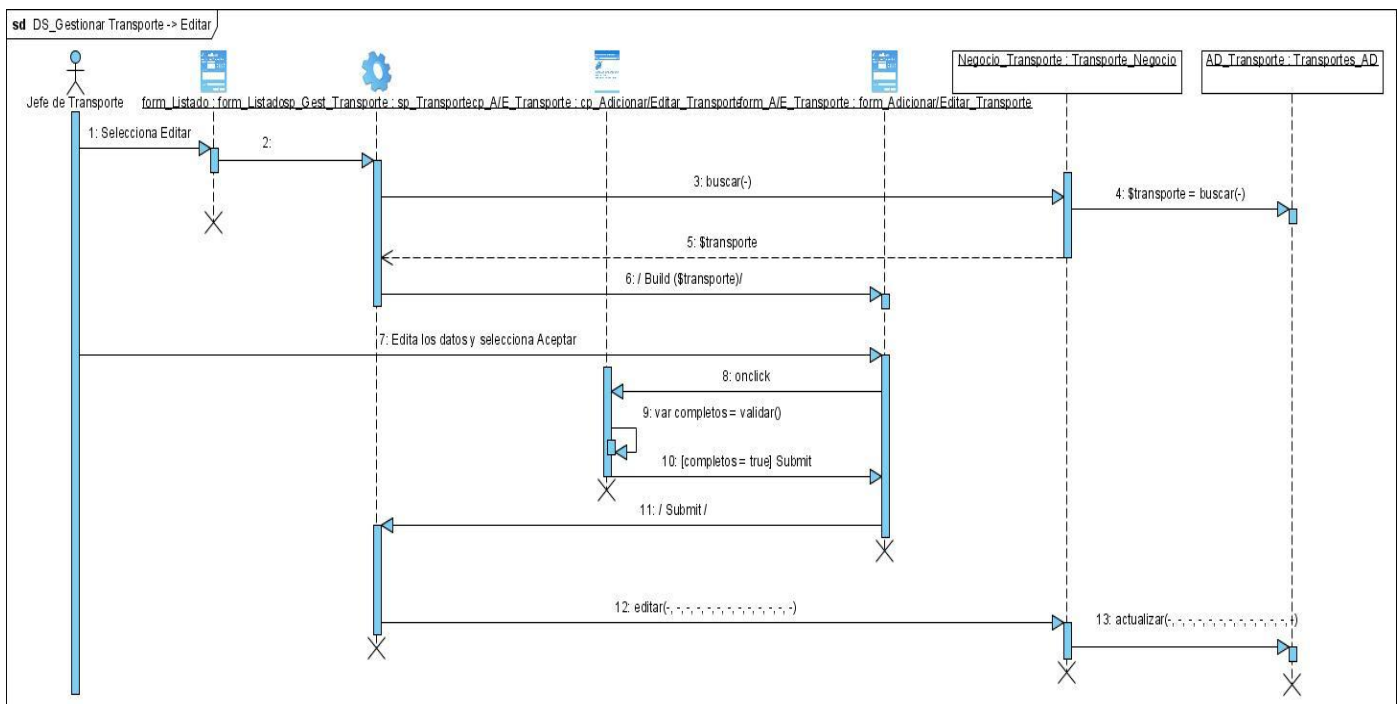 sd DS_Gestionar Transporte -> Editar
Negocio_Transporte : Transporte_Negocio
AD_Transporte : Transportes_AD
Jefe de Transporte
form_Listado : form_Listado
sp_Gest_Transporte : sp_Transporte
cp_A/E_Transporte : cp_Adicionar/Editar_Transporte
form_A/E_Transporte : form_Adicionar/Editar_Transporte
1: Selecciona Editar
2:
3: buscar(-)
4: $transporte = buscar(-)
5: $transporte
6: / Build ($transporte)/
7: Edita los datos y selecciona Aceptar
8: onclick
9: var completos = validar()
10: [completos = true] Submit
11: / Submit /
12: editar(-, -, -, -, -, -, -, -, -, -, -, -, -)
13: actualizar(-, -, -, -, -, -, -, -, -, -, -, -, -)